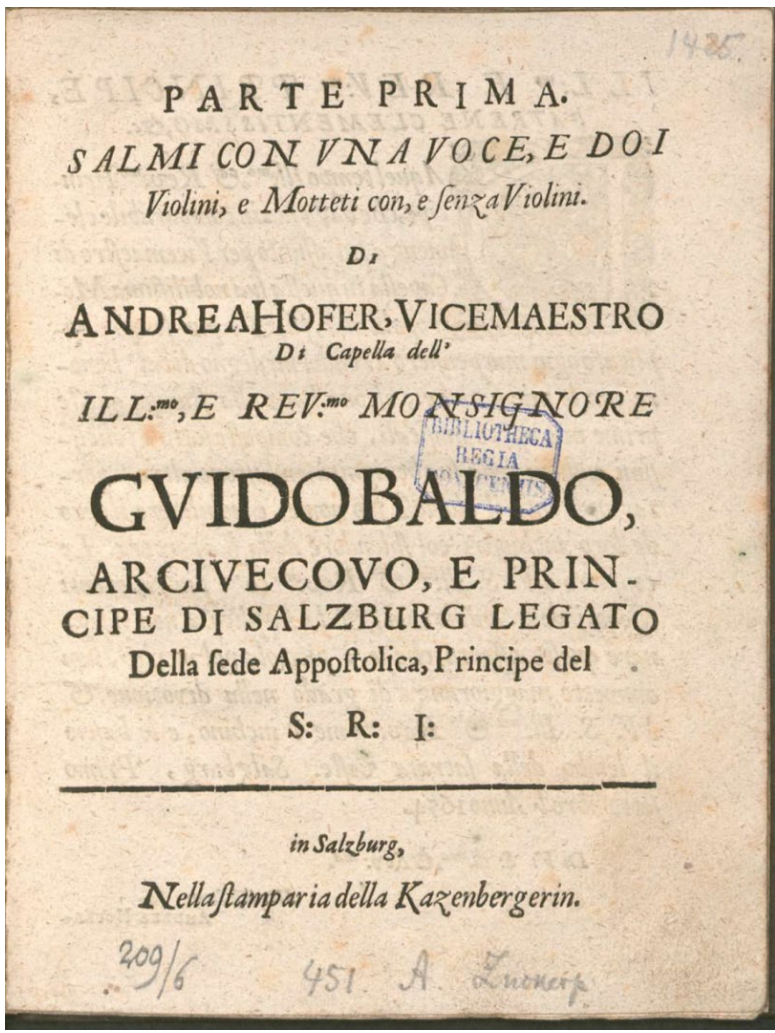 1425.
PARTE PRIMA.
SALMI CON VNA VOCE, E DOI
Violini, e Motteti con, e ſenza Violini.
DI
ANDREA HOFER, VICEMAESTRO
Di Capella dell'
ILL:mo, E REV:mo MONSIGNORE
BIBLIOTHECA
REGIA
MONACENSIS
GVIDOBALDO,
ARCIVECOVO, E PRIN-
CIPE DI SALZBURG LEGATO
Della ſede Appoſtolica, Principe del
S: R: I:
in Salzburg,
Nella ſtamparia della Kazenbergerin.
209/6
451 A